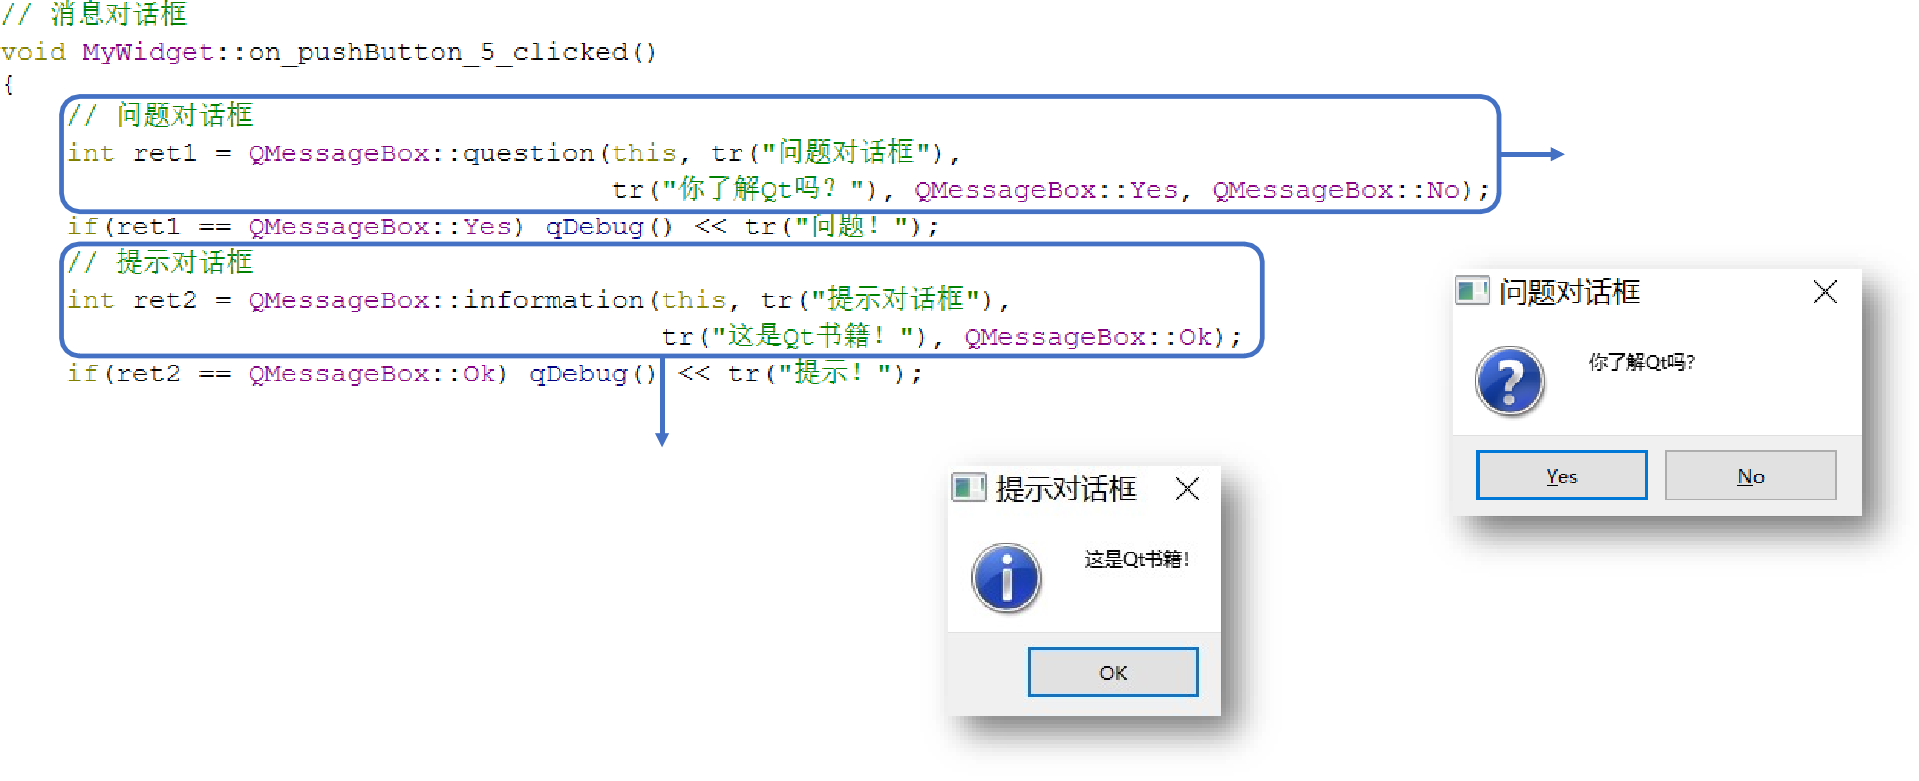 // 消息对话框
void MyWidget::on_pushButton_5_clicked()
{
// 问题对话框
int ret1 = QMessageBox::question(this, tr("问题对话框"),
tr("你了解Qt吗？"), QMessageBox::Yes, QMessageBox::No);
if(ret1 == QMessageBox::Yes) qDebug() << tr("问题！");
// 提示对话框
int ret2 = QMessageBox::information(this, tr("提示对话框"),
tr("这是Qt书籍！"), QMessageBox::Ok);
if(ret2 == QMessageBox::Ok) qDebug() << tr("提示！");
问题对话框
你了解Qt吗？
Yes No
提示对话框
这是Qt书籍！
OK